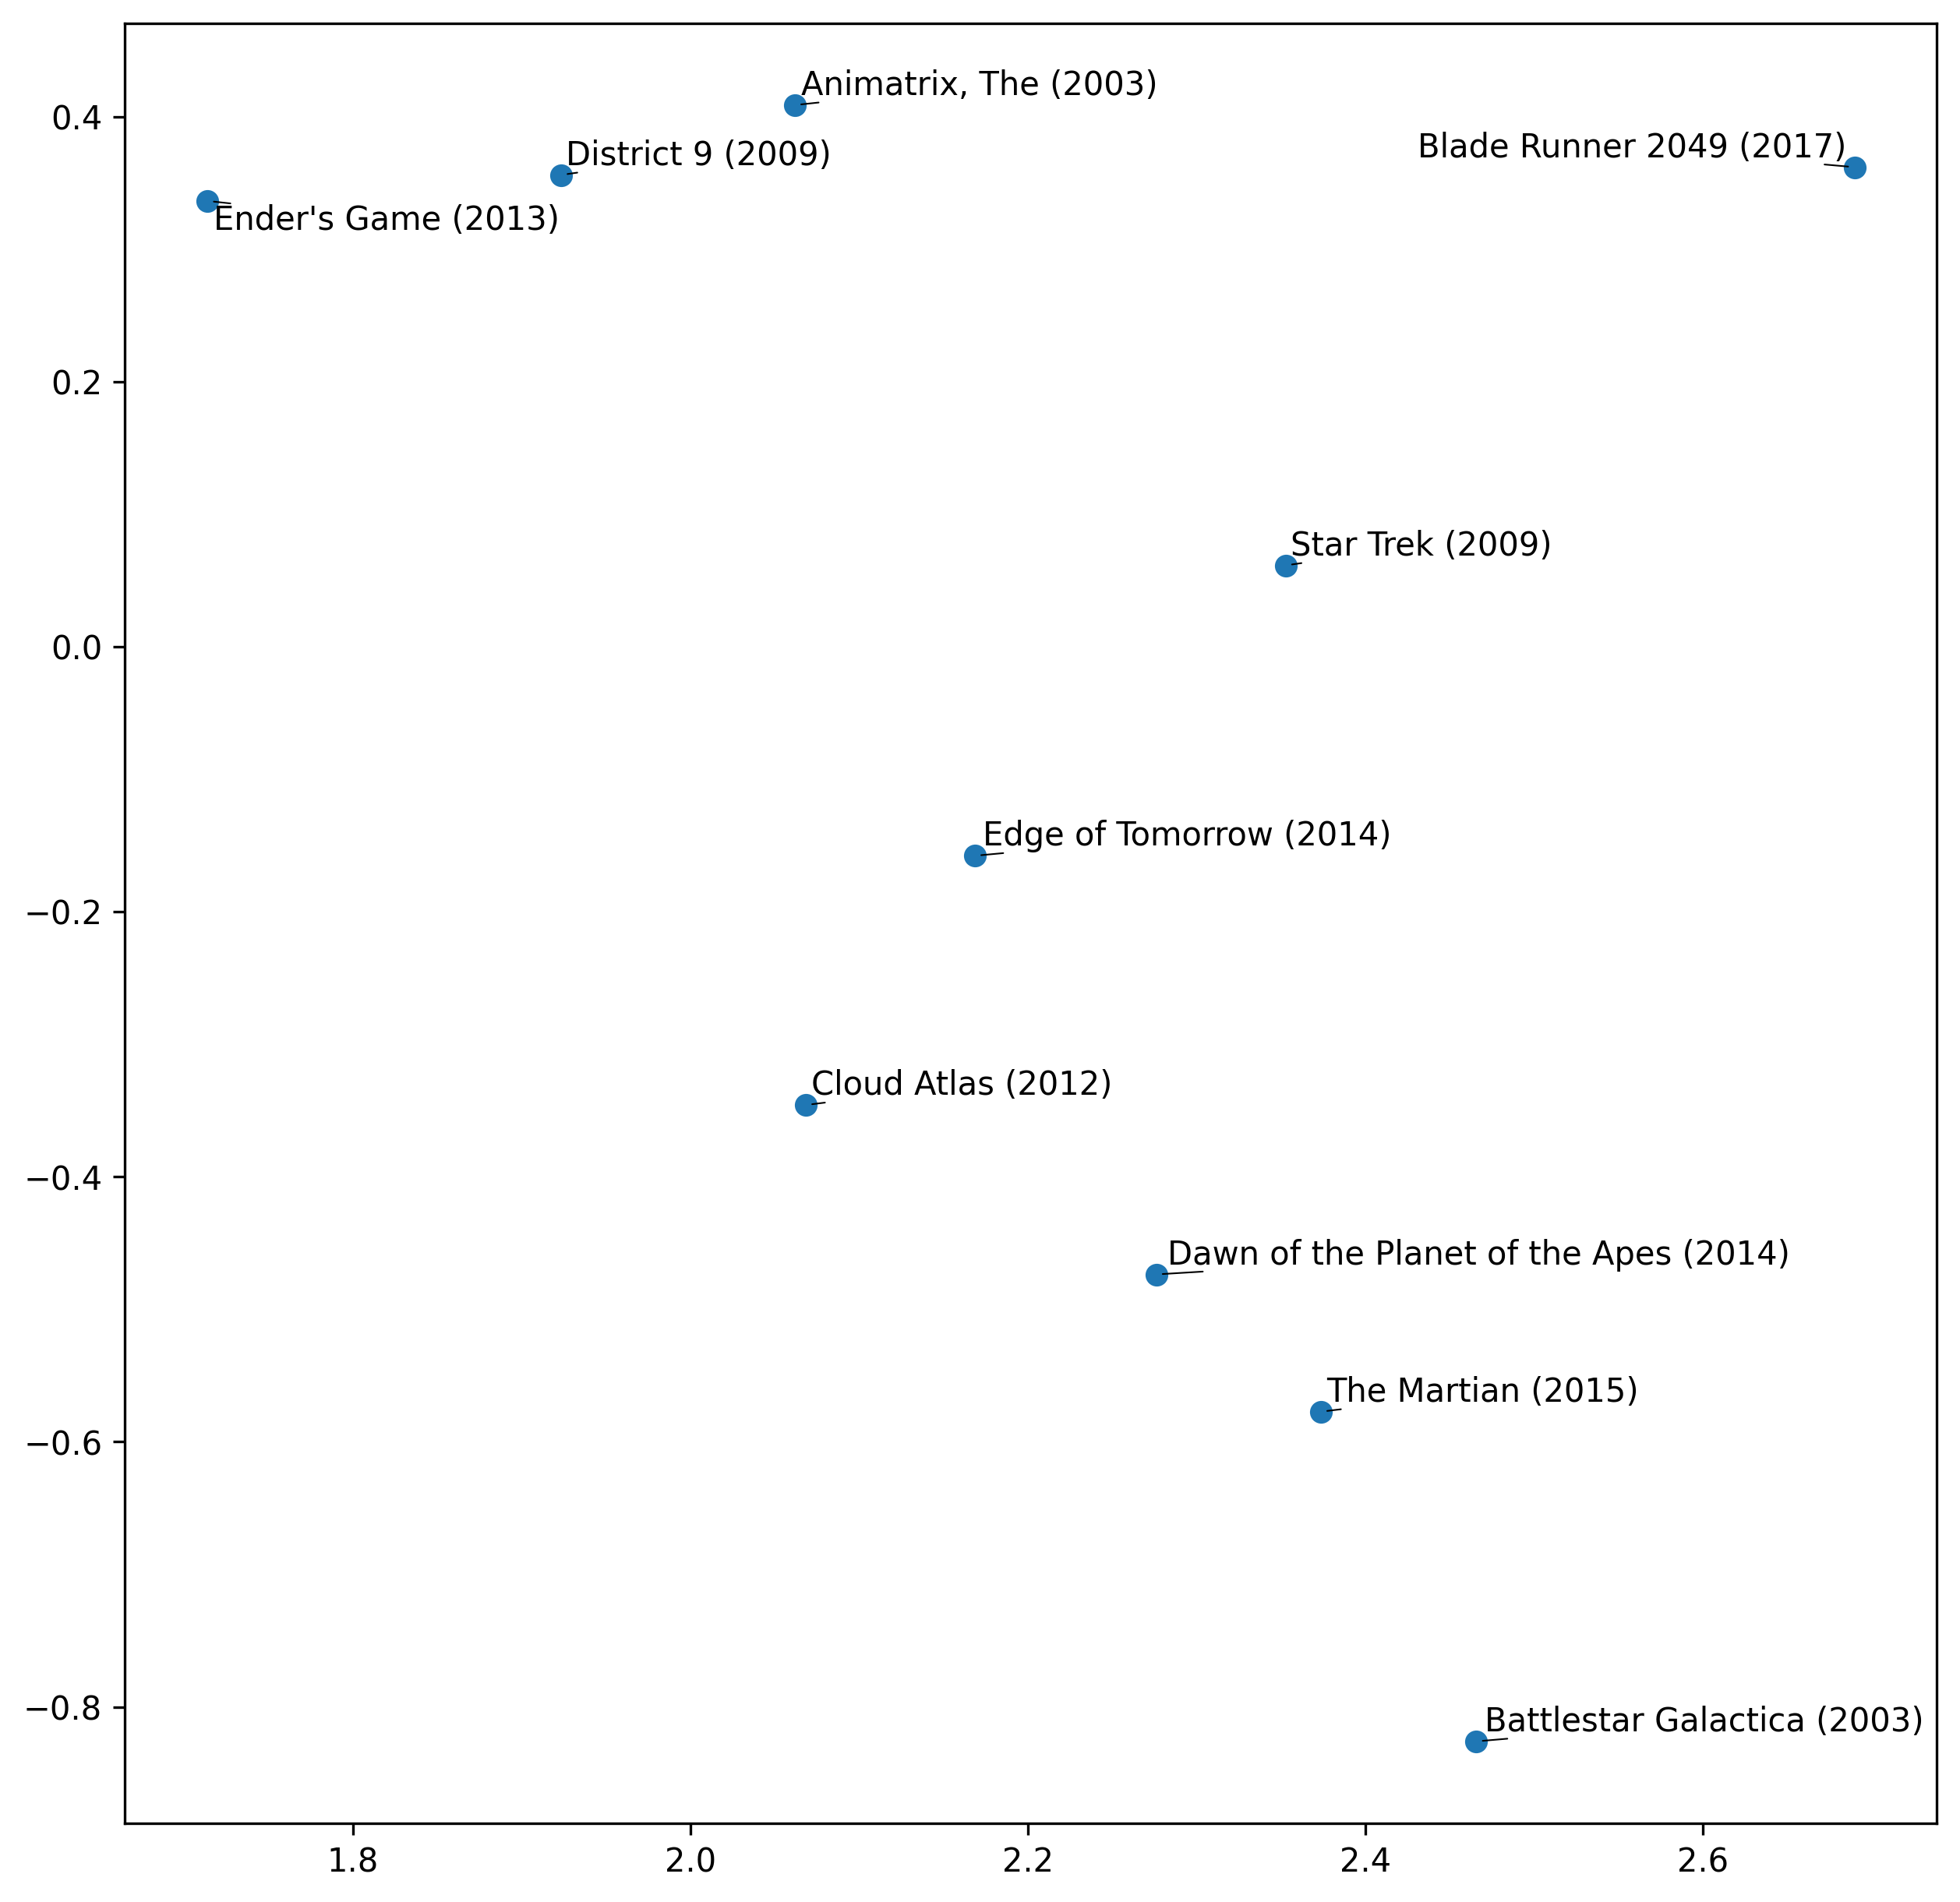 Animatrix, The (2003)
0.4
Blade Runner 2049 (2017)
District 9 (2009)
Ender's Game (2013)
0.2
Star Trek (2009)
0.0
Edge of Tomorrow (2014)
−0.2
Cloud Atlas (2012)
−0.4
Dawn of the Planet of the Apes (2014)
The Martian (2015)
−0.6
−0.8
Battlestar Galactica (2003)
1.8 2.0 2.2 2.4 2.6